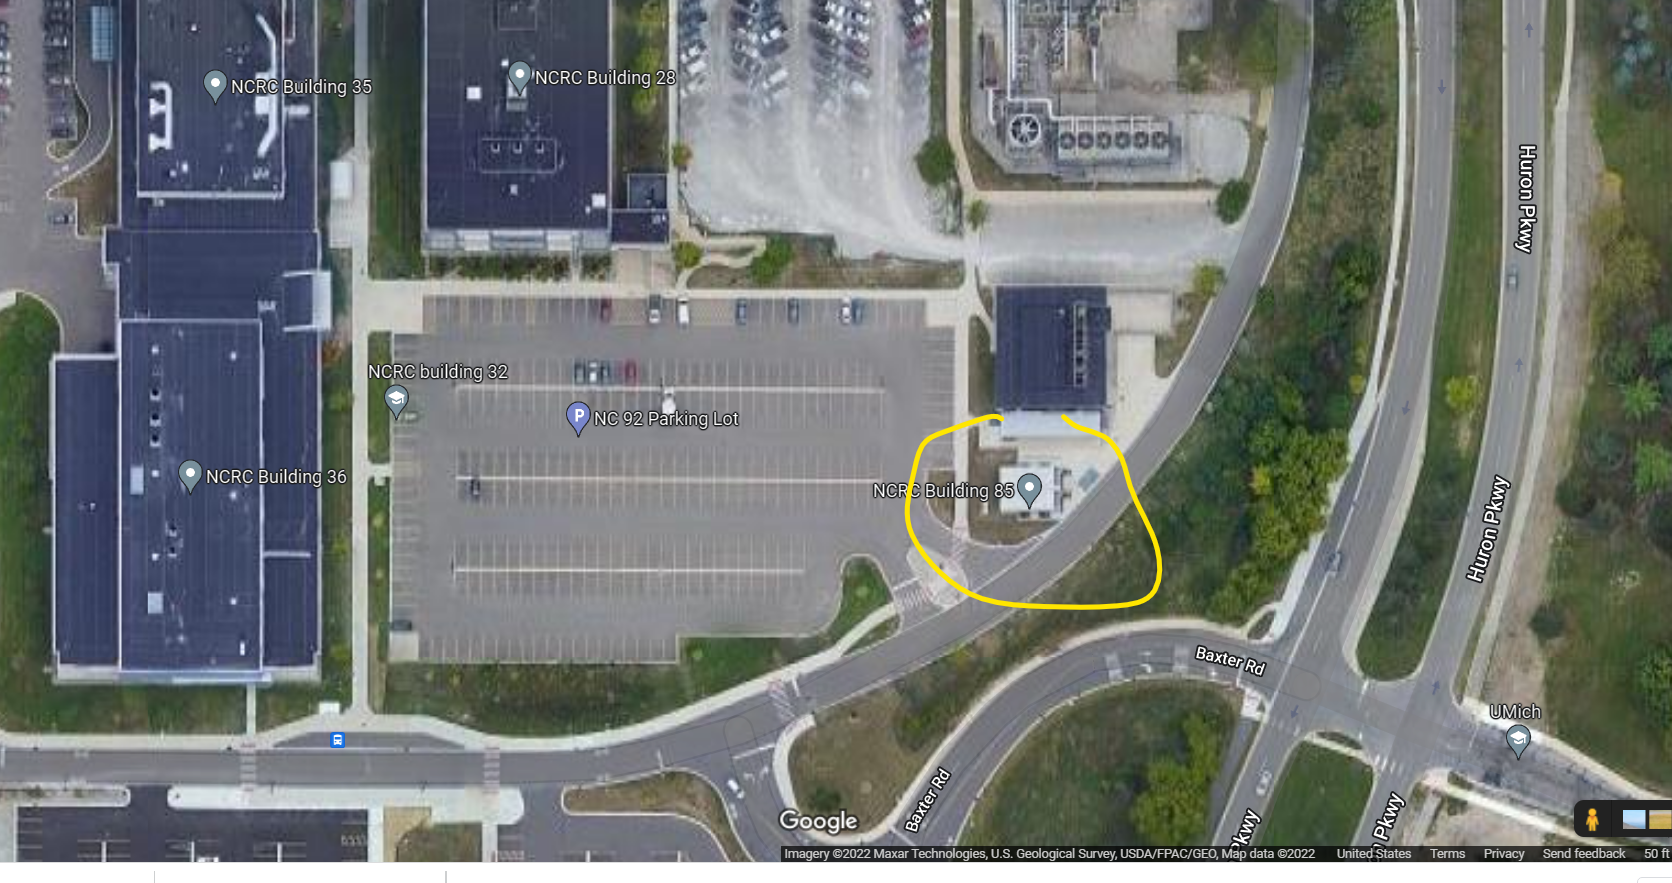 NCRC Building 35
NCRC Building 28
Huron Pkwy
NCRC building 32
P
NC 92 Parking Lot
NCRC Building 36
NCRC Building 85
Huron Pkwy
Baxter Rd
UMich
Baxter Rd
Google
Pkwy
Pkwy
Imagery ©2022 Maxar Technologies, U.S. Geological Survey, USDA/FPAC/GEO, Map data ©2022 United States Terms Privacy Send feedback 50 ft